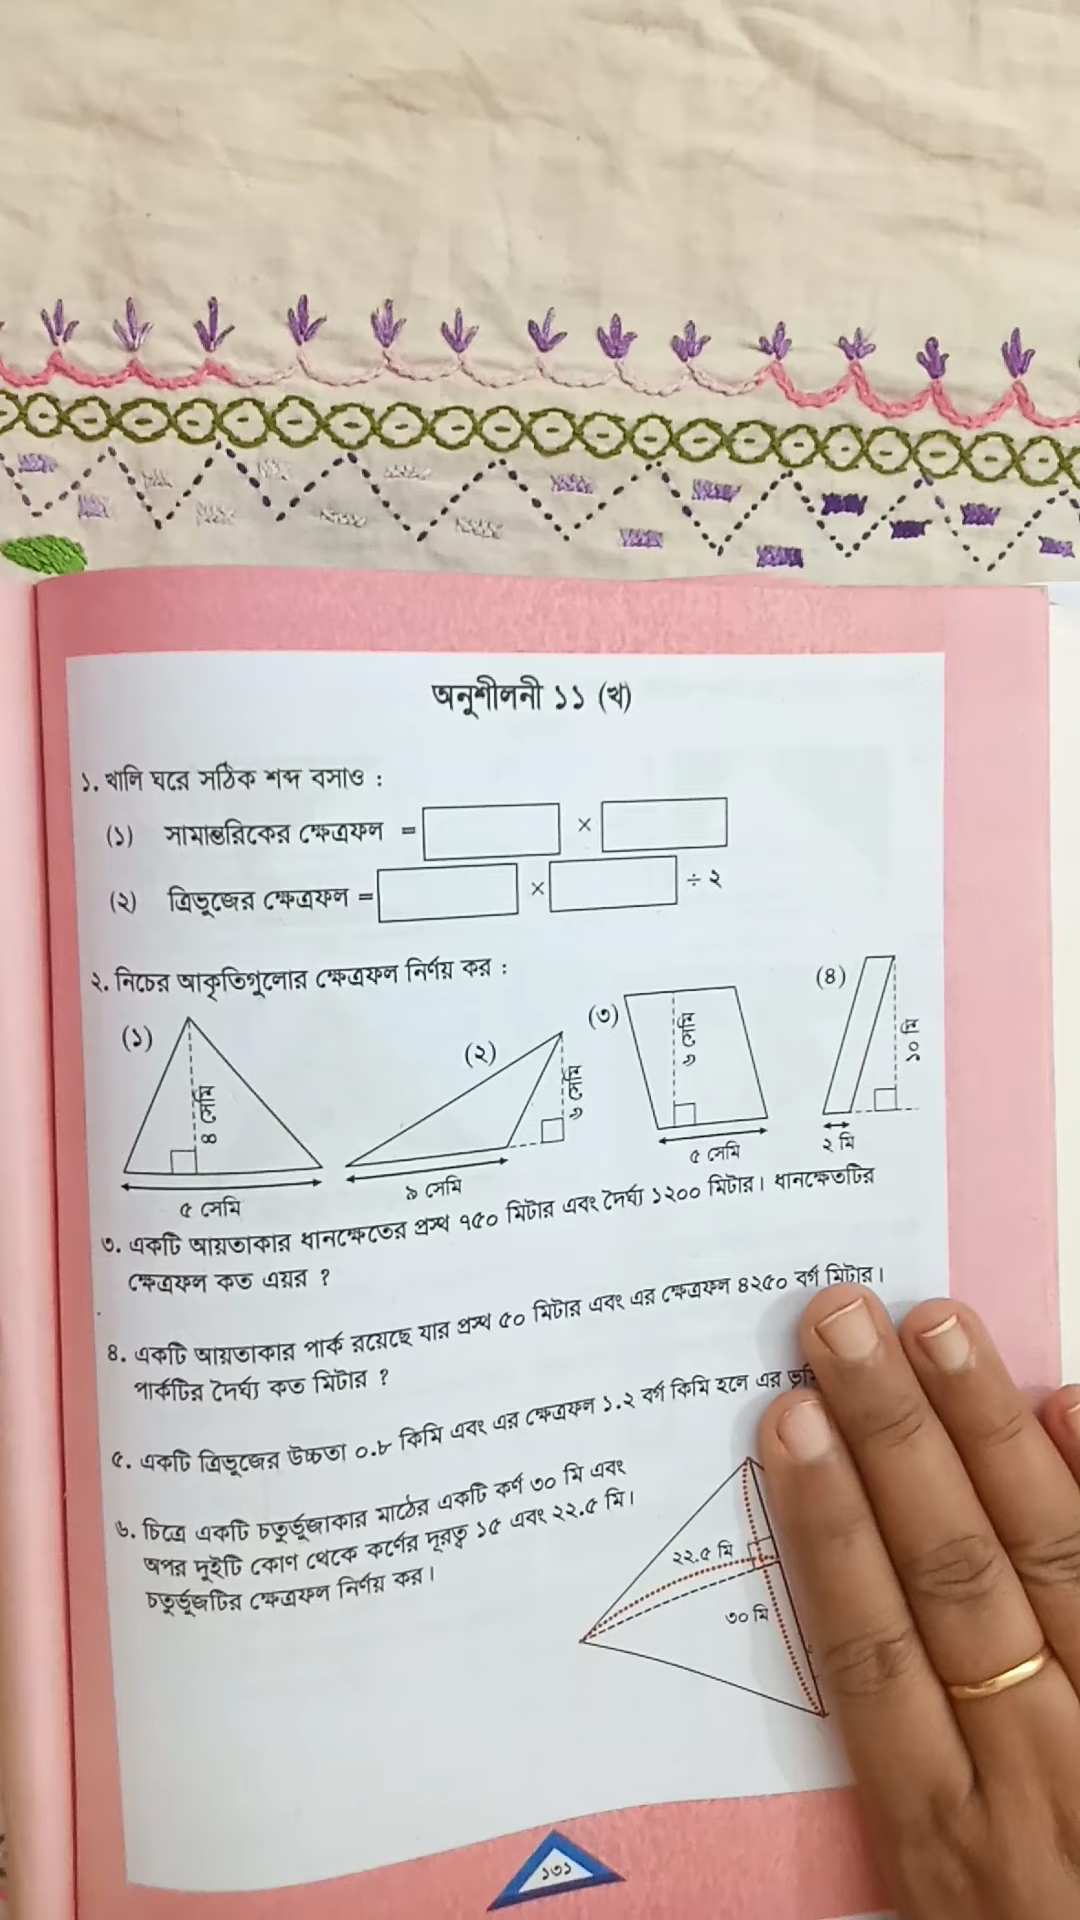 অনুশীলনী ১১ (খ)
১. খালি ঘরে সঠিক শব্দ বসাও :
(১) সামান্তরিকের ক্ষেত্রফল = ×
(২) ত্রিভুজের ক্ষেত্রফল = × ÷ ২
২. নিচের আকৃতিগুলোর ক্ষেত্রফল নির্ণয় কর :
(১)
৪ সেমি
৫ সেমি
(২)
৬ সেমি
৯ সেমি
(৩)
৬ সেমি
৫ সেমি
(৪)
১০ মি
২ মি
৩. একটি আয়তাকার ধানক্ষেতের প্রস্থ ৭৫০ মিটার এবং দৈর্ঘ্য ১২০০ মিটার। ধানক্ষেতটির
ক্ষেত্রফল কত এয়র ?
৪. একটি আয়তাকার পার্ক রয়েছে যার প্রস্থ ৫০ মিটার এবং এর ক্ষেত্রফল ৪২৫০ বর্গ মিটার।
পার্কটির দৈর্ঘ্য কত মিটার ?
৫. একটি ত্রিভুজের উচ্চতা ০.৮ কিমি এবং এর ক্ষেত্রফল ১.২ বর্গ কিমি হলে এর
৬. চিত্রে একটি চতুর্ভুজাকার মাঠের একটি কর্ণ ৩০ মি এবং
অপর দুইটি কোণ থেকে কর্ণের দূরত্ব ১৫ এবং ২২.৫ মি।
চতুর্ভুজটির ক্ষেত্রফল নির্ণয় কর।
২২.৫ মি
৩০ মি
১৩১